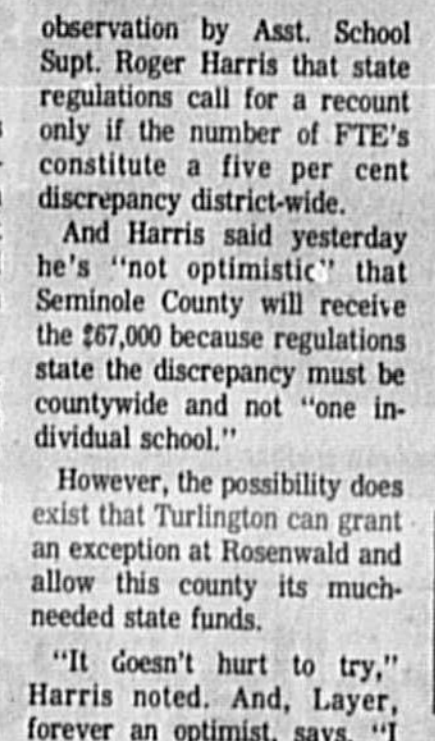 observation by Asst. School
Supt. Roger Harris that state
regulations call for a recount
only if the number of FTE's
constitute a five per cent
discrepancy district-wide.
And Harris said yesterday
he's "not optimistic" that
Seminole County will receive
the $67,000 because regulations
state the discrepancy must be
countywide and not "one in-
dividual school."
However, the possibility does
exist that Turlington can grant
an exception at Rosenwald and
allow this county its much-
needed state funds.
"It doesn't hurt to try,"
Harris noted. And, Layer,
forever an optimist, says, "I